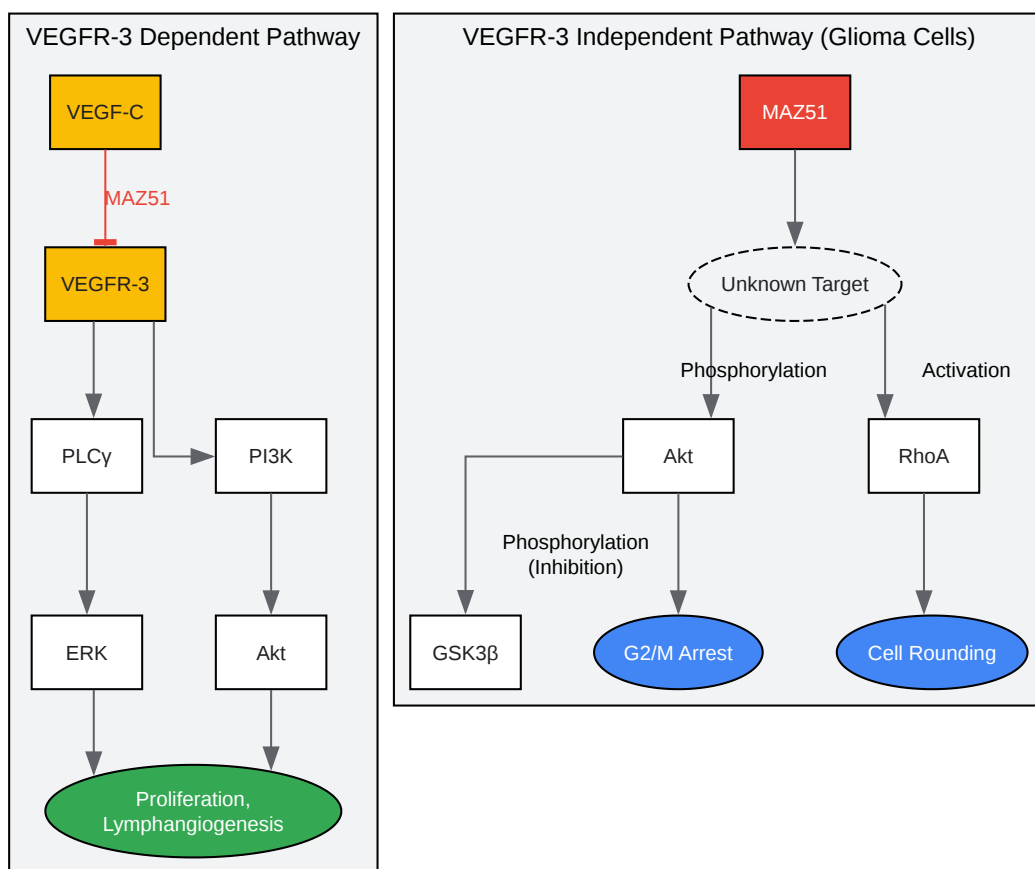 VEGFR-3 Dependent Pathway
VEGF-C
MAZ51
VEGFR-3
PLCγ
PI3K
ERK
Akt
Proliferation,
Lymphangiogenesis
VEGFR-3 Independent Pathway (Glioma Cells)
MAZ51
Unknown Target
Phosphorylation
Activation
Akt
RhoA
Phosphorylation
(Inhibition)
GSK3β
G2/M Arrest
Cell Rounding